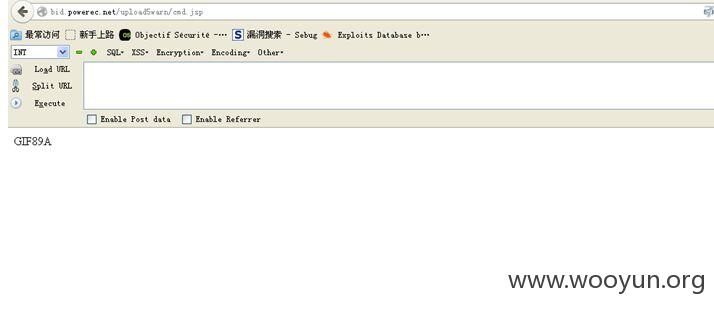 bid.powerec.net/upload5warn/cmd.jsp
最常访问 新手上路 OS Objectif Sécurité -··· S 漏洞搜索 - Sebug Exploits Database b···
INT SQL▾ XSS▾ Encryption▾ Encoding▾ Other▾
Load URL
Split URL
Execute
Enable Post data Enable Referrer
GIF89A
www.wooyun.org